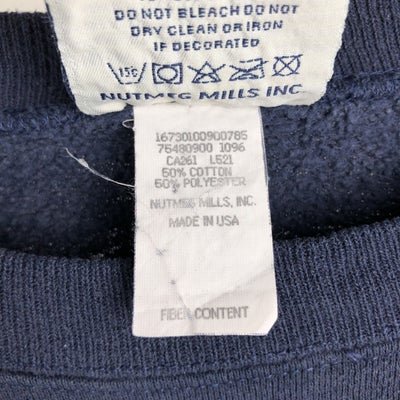 DO NOT BLEACH DO NOT
DRY CLEAN OR IRON
IF DECORATED
NUTMEG MILLS INC.
16730100900785
75480900 1096
CA261 L521
50% COTTON
50% POLYESTER
NUTMEG MILLS, INC.
MADE IN USA
FIBER CONTENT